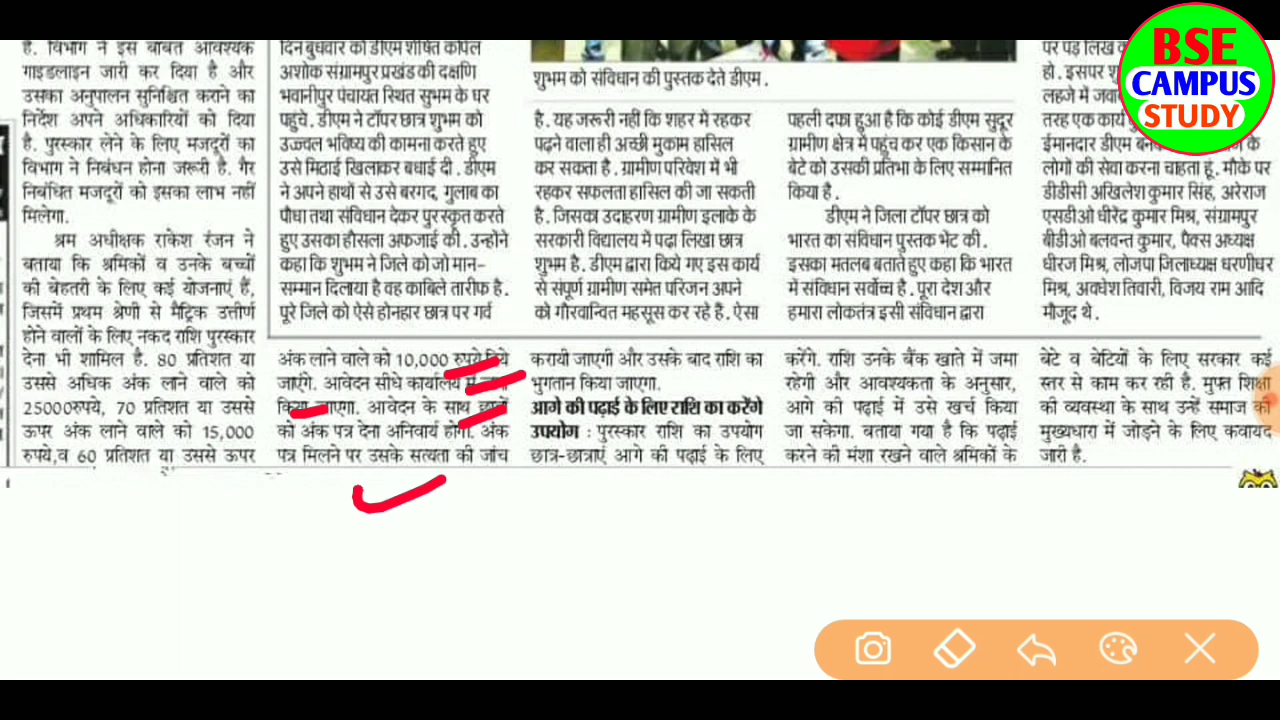 है. विभाग ने इस बाबत आवश्यक
गाइडलाइन जारी कर दिया है और
उसका अनुपालन सुनिश्चित कराने का
निर्देश अपने अधिकारियों को दिया
है. पुरस्कार लेने के लिए मजदूरों का
विभाग ने निबंधन होना जरूरी है. गैर
निबंधित मजदूरों को इसका लाभ नहीं
मिलेगा.
श्रम अधीक्षक राकेश रंजन ने
बताया कि श्रमिकों व उनके बच्चों
की बेहतरी के लिए कई योजनाएं हैं,
जिसमें प्रथम श्रेणी से मैट्रिक उत्तीर्ण
होने वालों के लिए नकद राशि पुरस्कार
देना भी शामिल है. 80 प्रतिशत या
उससे अधिक अंक लाने वाले को
25000रुपये, 70 प्रतिशत या उससे
ऊपर अंक लाने वाले को 15,000
रुपये,व 60 प्रतिशत या उससे ऊपर
अंक लाने वाले को 10,000 रुपये दिये
जाएंगे. आवेदन सीधे कार्यालय में
किया जाएगा. आवेदन के साथ
को अंक पत्र देना अनिवार्य होगा. अंक
पत्र मिलने पर उसके सत्यता की जांच
करायी जाएगी और उसके बाद राशि का
भुगतान किया जाएगा.
आगे की पढ़ाई के लिए राशि का करेंगे
उपयोग : पुरस्कार राशि का उपयोग
छात्र-छात्राएं आगे की पढ़ाई के लिए
करेंगे. राशि उनके बैंक खाते में जमा
रहेगी और आवश्यकता के अनुसार,
आगे की पढ़ाई में उसे खर्च किया
जा सकेगा. बताया गया है कि पढ़ाई
करने की मंशा रखने वाले श्रमिकों के
बेटे व बेटियों के लिए सरकार कई
स्तर से काम कर रही है. मुफ्त शिक्षा
की व्यवस्था के साथ उन्हें समाज की
मुख्यधारा में जोड़ने के लिए कवायद
जारी है.
दिन बुधवार को डीएम शीर्षत कपिल
अशोक संग्रामपुर प्रखंड की दक्षणि
भवानीपुर पंचायत स्थित सुभम के घर
पहुंचे. डीएम ने टॉपर छात्र शुभम को
उज्ज्वल भविष्य की कामना करते हुए
उसे मिठाई खिलाकर बधाई दी. डीएम
ने अपने हाथों से उसे बरगद, गुलाब का
पौधा तथा संविधान देकर पुरस्कृत करते
हुए उसका हौसला अफजाई की. उन्होंने
कहा कि शुभम ने जिले को जो मान-
सम्मान दिलाया है वह काबिले तारीफ है.
पूरे जिले को ऐसे होनहार छात्र पर गर्व
शुभम को संविधान की पुस्तक देते डीएम.
है. यह जरूरी नहीं कि शहर में रहकर
पढ़ने वाला ही अच्छी मुकाम हासिल
कर सकता है. ग्रामीण परिवेश में भी
रहकर सफलता हासिल की जा सकती
है. जिसका उदाहरण ग्रामीण इलाके के
सरकारी विद्यालय में पढ़ा लिखा छात्र
शुभम है. डीएम द्वारा किये गए इस कार्य
से संपूर्ण ग्रामीण समेत परिजन अपने
को गौरवान्वित महसूस कर रहे हैं. ऐसा
पहली दफा हुआ है कि कोई डीएम सुदूर
ग्रामीण क्षेत्र में पहुंच कर एक किसान के
बेटे को उसकी प्रतिभा के लिए सम्मानित
किया है.
डीएम ने जिला टॉपर छात्र को
भारत का संविधान पुस्तक भेंट की.
इसका मतलब बताते हुए कहा कि भारत
में संविधान सर्वोच्च है. पूरा देश और
हमारा लोकतंत्र इसी संविधान द्वारा
पर पड़े लिखे
हो. इसपर
लहजे में
तरह एक
ईमानदार डीएम के
लोगों की सेवा करना चाहता हूं. मौके पर
डीडीसी अखिलेश कुमार सिंह, अरेराज
एसडीओ धीरेंद्र कुमार मिश्र, संग्रामपुर
बीडीओ बलवन्त कुमार, पैक्स अध्यक्ष
धीरज मिश्र, लोजपा जिलाध्यक्ष धरणीधर
मिश्र, अवधेश तिवारी, विजय राम आदि
मौजूद थे.
BSE
CAMPUS
STUDY